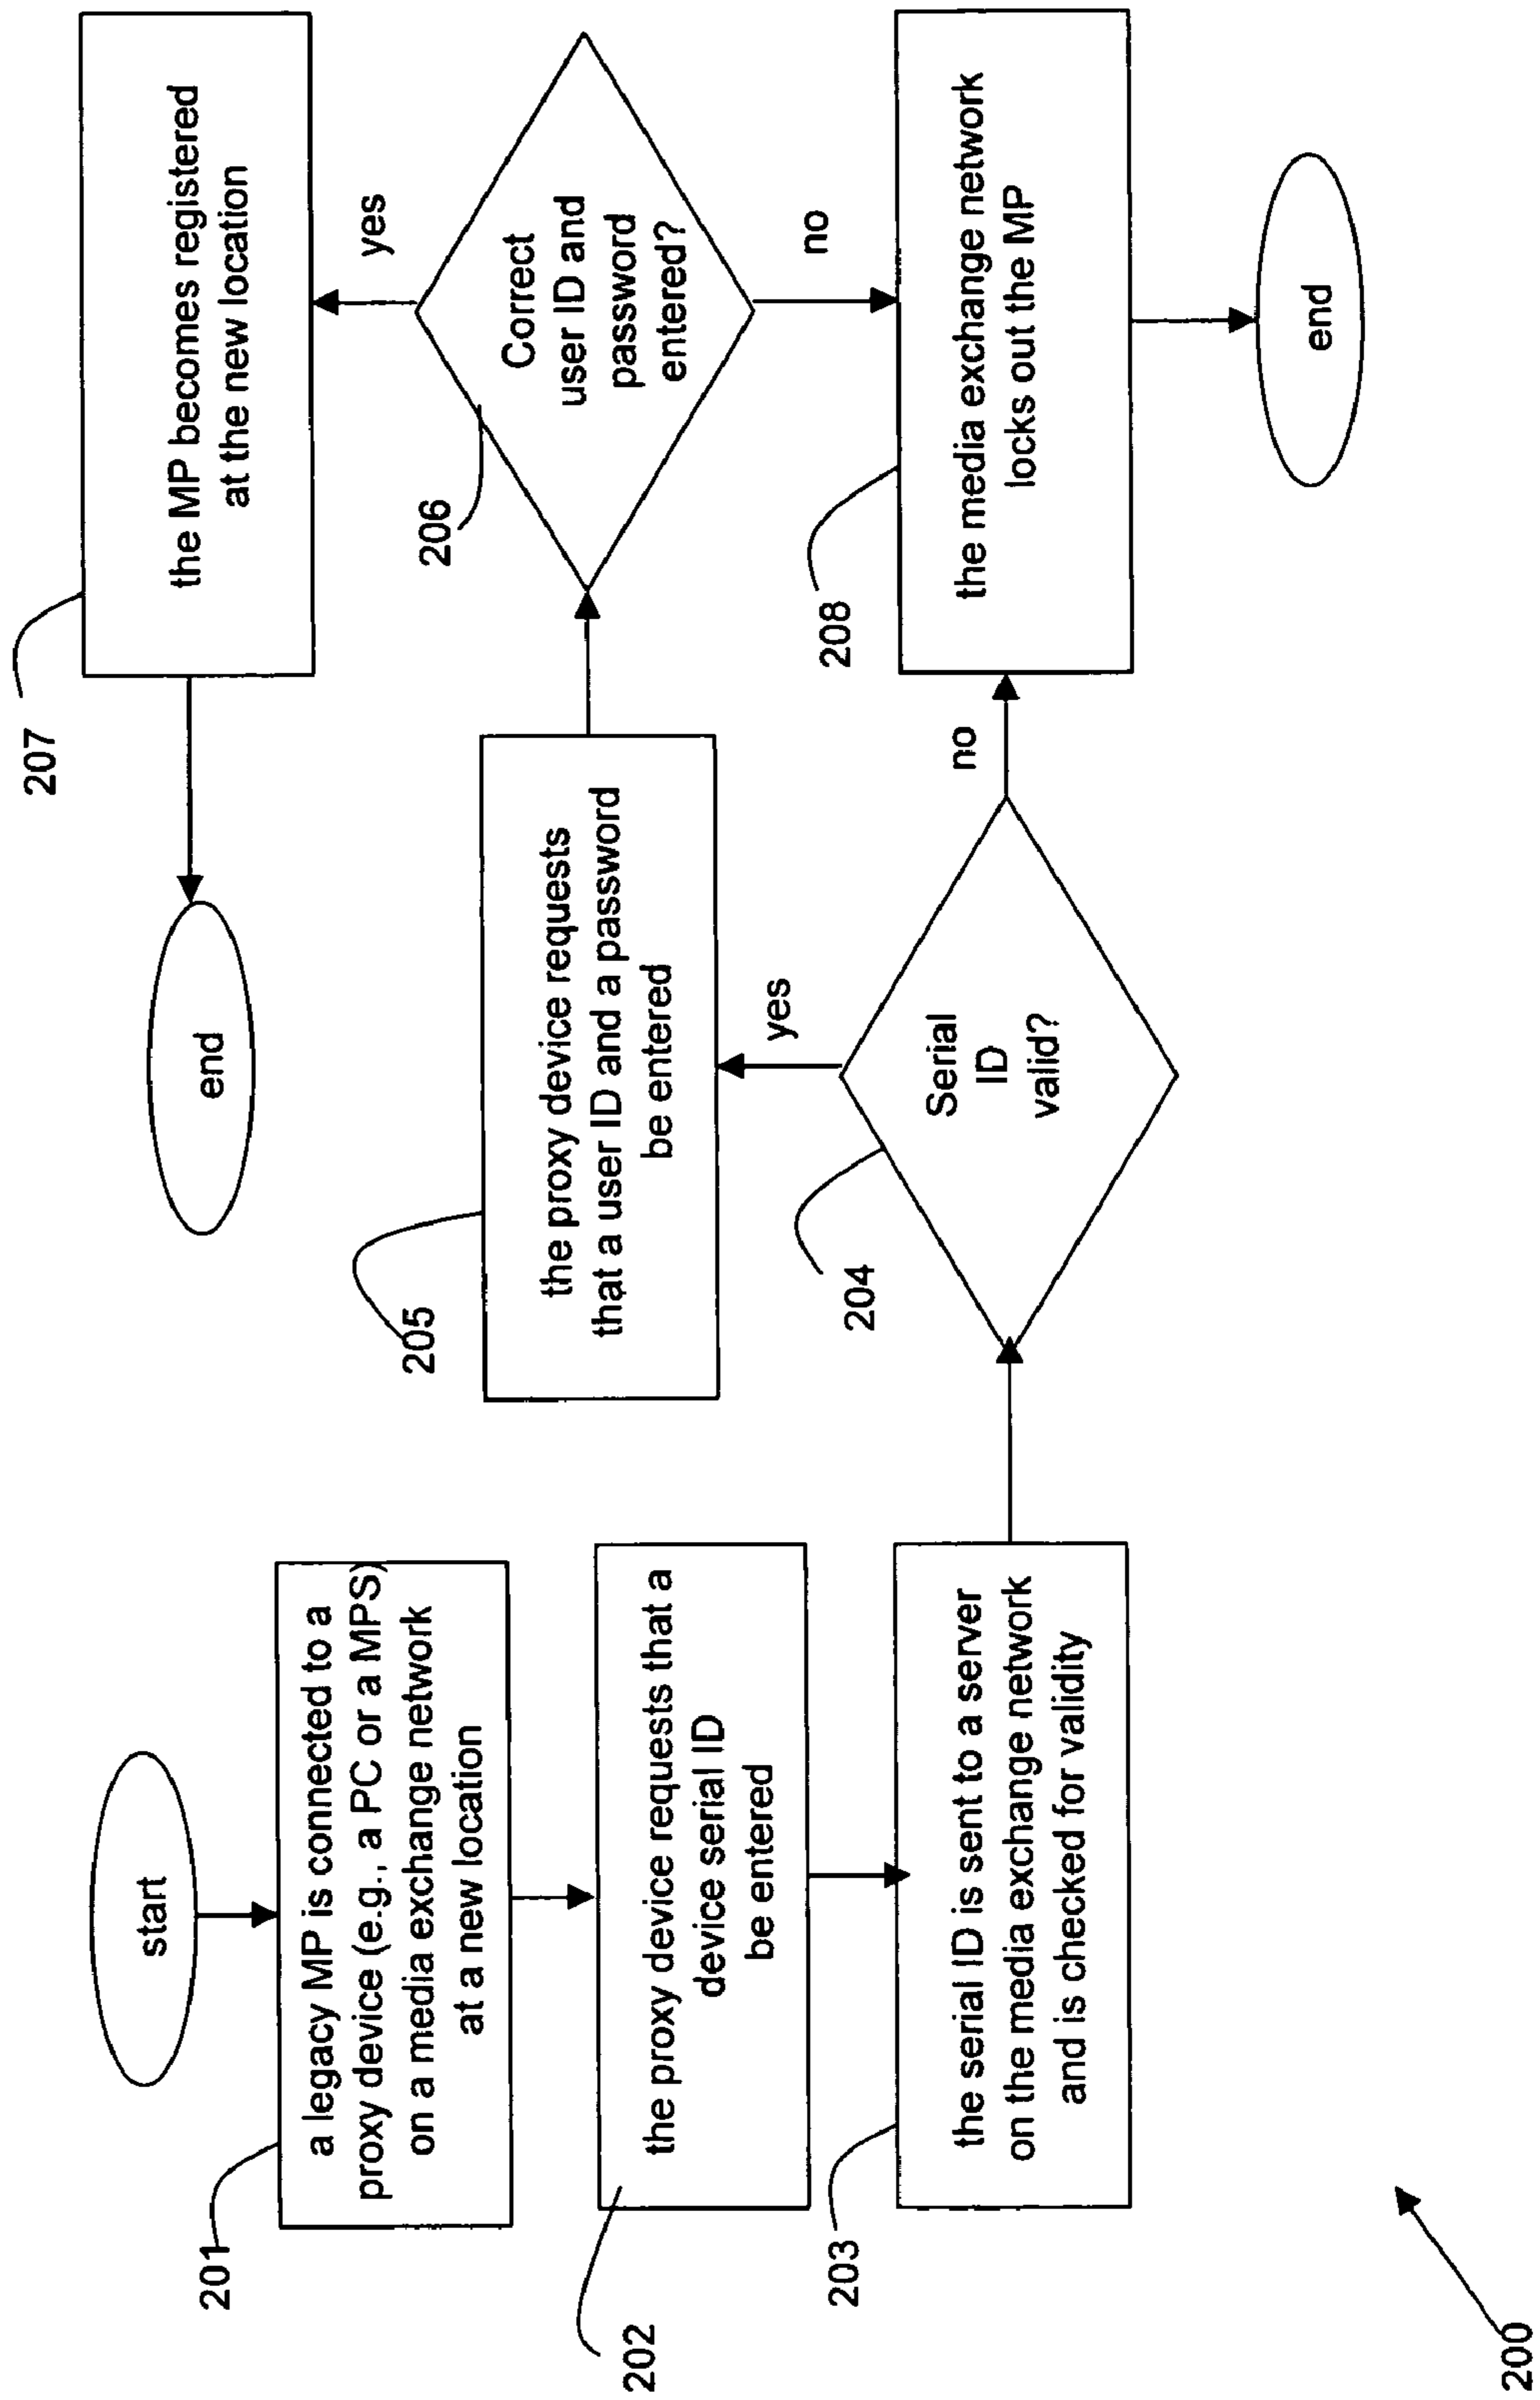 start
201
a legacy MP is connected to a
proxy device (e.g., a PC or a MPS)
on a media exchange network
at a new location
202
the proxy device requests that a
device serial ID
be entered
203
the serial ID is sent to a server
on the media exchange network
and is checked for validity
204
Serial
ID
valid?
yes
no
205
the proxy device requests
that a user ID and a password
be entered
206
Correct
user ID and
password
entered?
yes
no
207
the MP becomes registered
at the new location
end
208
the media exchange network
locks out the MP
end
200